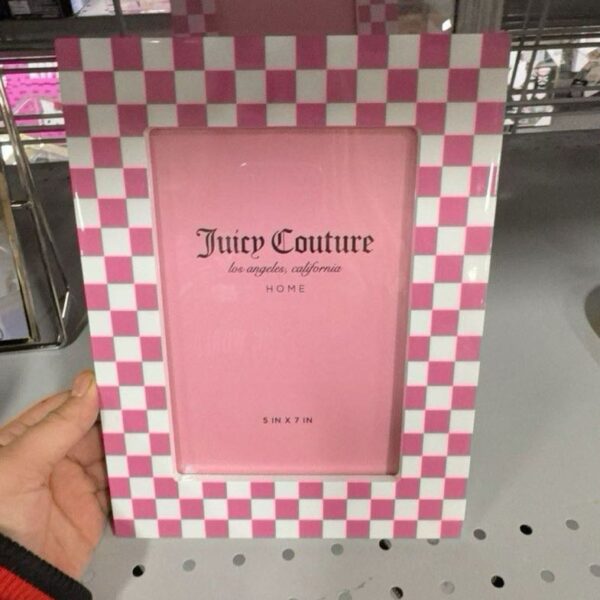 Juicy Couture
los angeles, california
HOME
5 IN X 7 IN